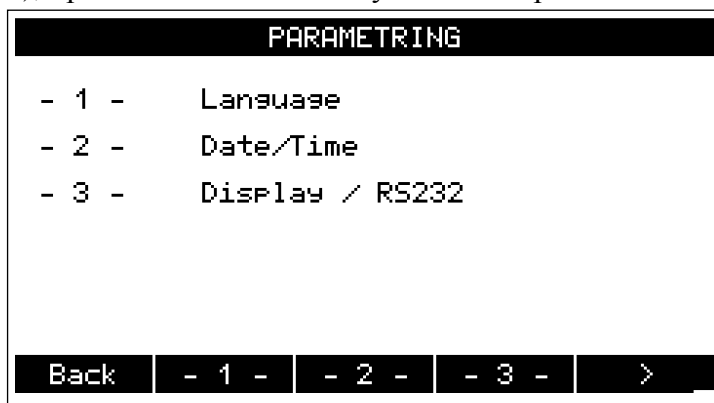 PARAMETRING
- 1 - Language
- 2 - Date/Time
- 3 - Display / RS232
Back - 1 - - 2 - - 3 - >